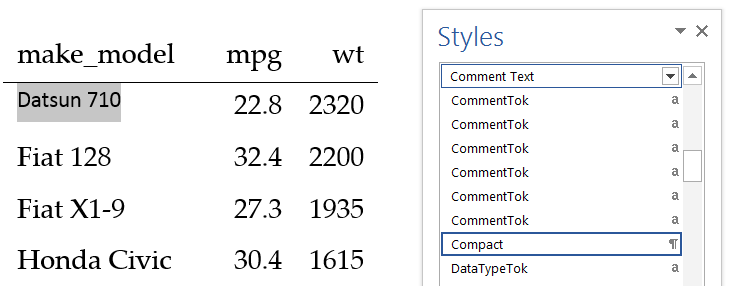 make_model mpg wt
Datsun 710 22.8 2320
Fiat 128 32.4 2200
Fiat X1-9 27.3 1935
Honda Civic 30.4 1615
Styles
Comment Text
CommentTok a
CommentTok a
CommentTok a
CommentTok a
CommentTok a
CommentTok a
Compact ¶
DataTypeTok a